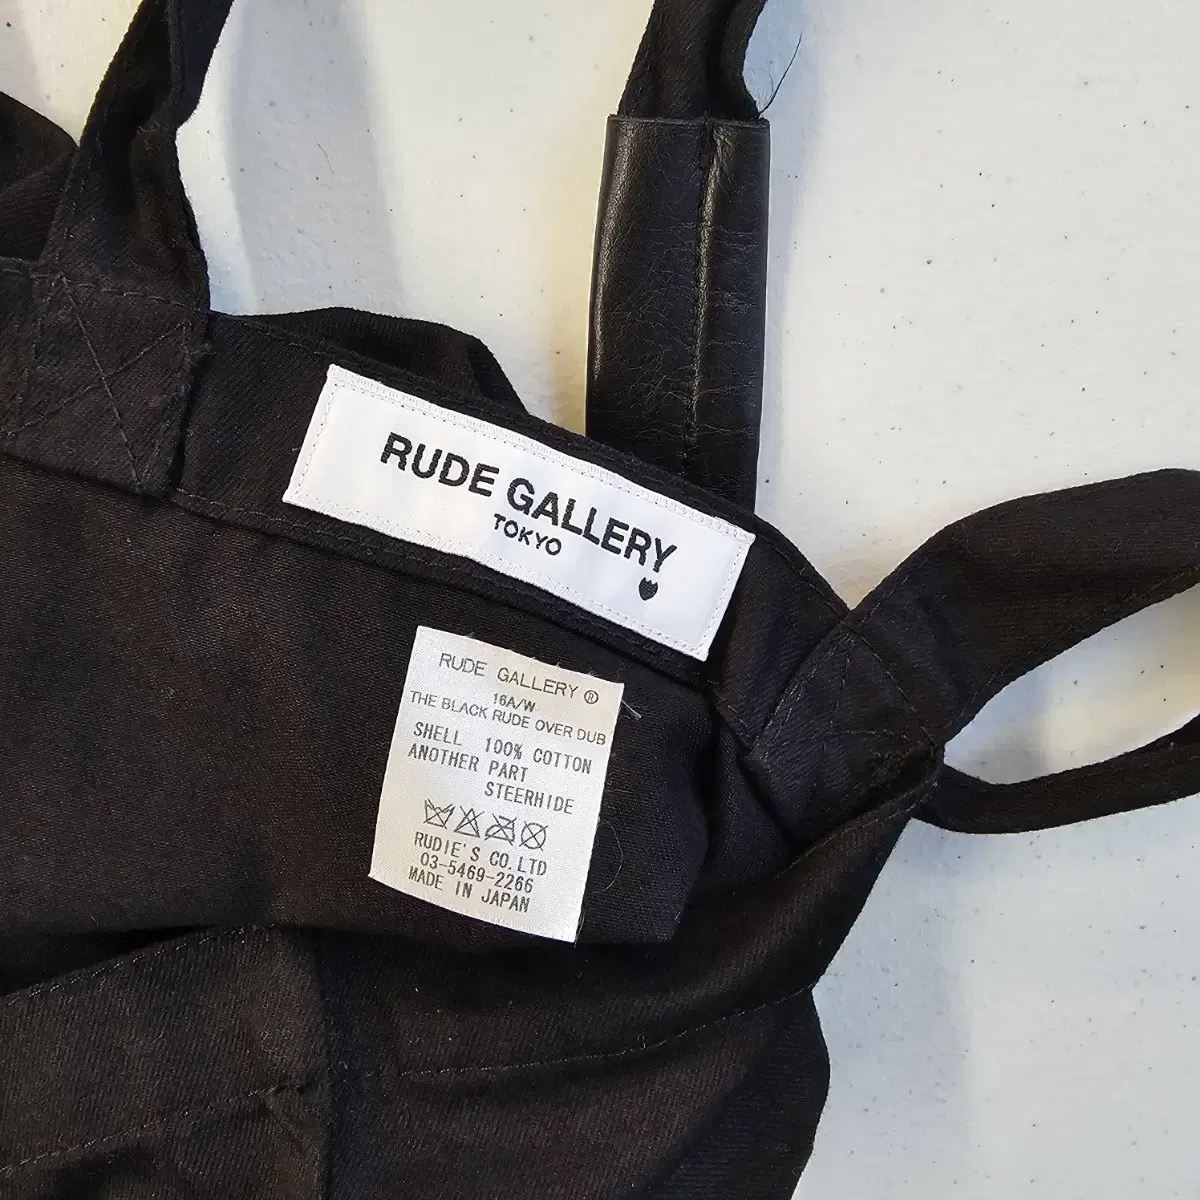 RUDE GALLERY
TOKYO
RUDE GALLERY ®
16A/W
THE BLACK RUDE OVER DUB
SHELL 100% COTTON
ANOTHER PART
STEERHIDE
RUDIE'S CO.LTD
03-5469-2266
MADE IN JAPAN